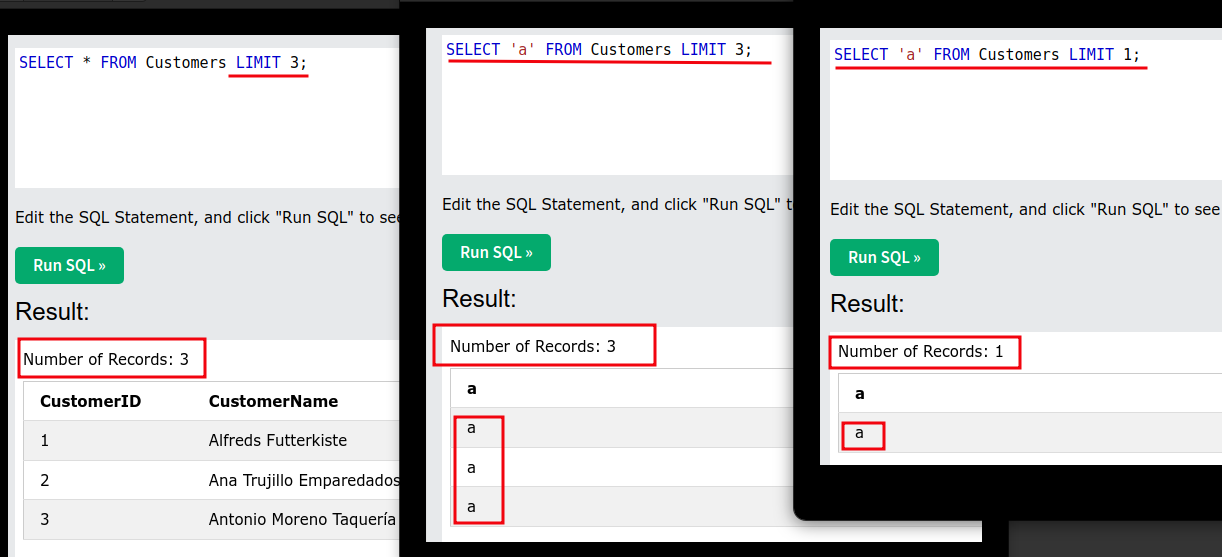 SELECT * FROM Customers LIMIT 3;
Edit the SQL Statement, and click "Run SQL" to see
Run SQL »
Result:
Number of Records: 3
CustomerID CustomerName
1 Alfreds Futterkiste
2 Ana Trujillo Emparedados
3 Antonio Moreno Taquería
SELECT 'a' FROM Customers LIMIT 3;
Edit the SQL Statement, and click "Run SQL" t
Run SQL »
Result:
Number of Records: 3
a
a
a
a
SELECT 'a' FROM Customers LIMIT 1;
Edit the SQL Statement, and click "Run SQL" to see
Run SQL »
Result:
Number of Records: 1
a
a